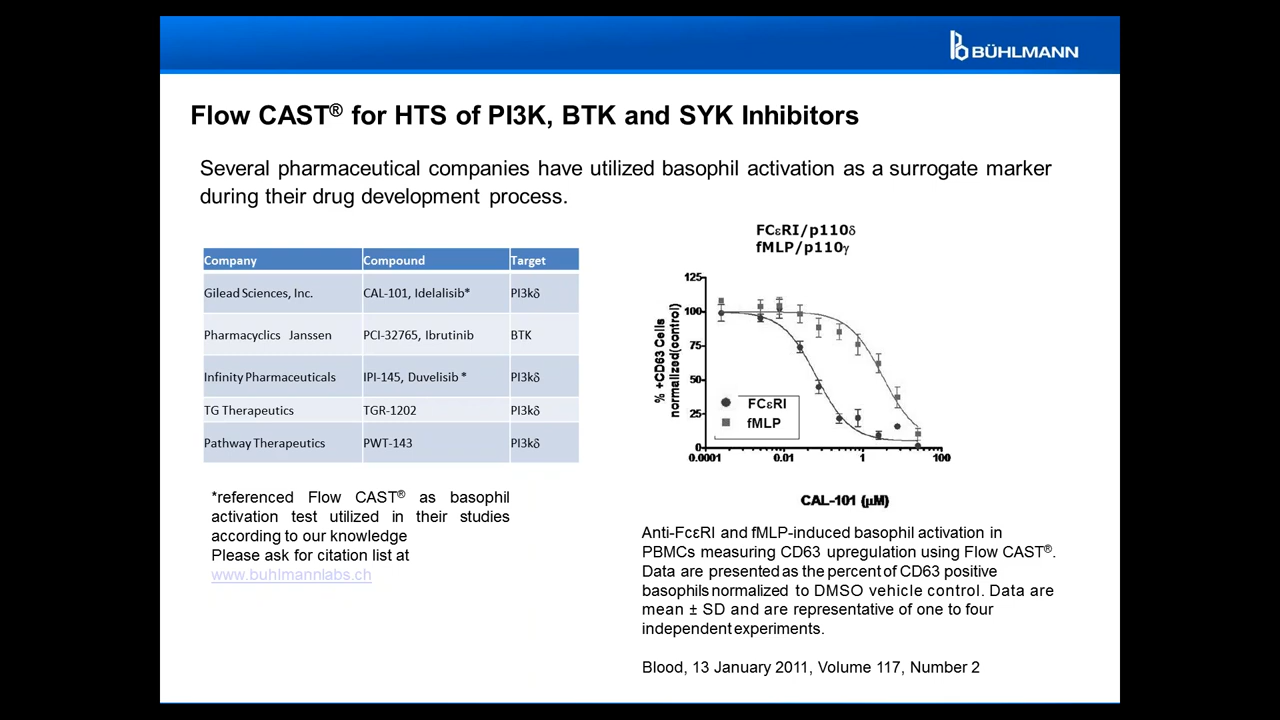 BÜHLMANN
Flow CAST® for HTS of PI3K, BTK and SYK Inhibitors
Several pharmaceutical companies have utilized basophil activation as a surrogate marker
during their drug development process.
Company Compound Target
Gilead Sciences, Inc. CAL-101, Idelalisib* PI3kδ
Pharmacyclics Janssen PCI-32765, Ibrutinib BTK
Infinity Pharmaceuticals IPI-145, Duvelisib * PI3kδ
TG Therapeutics TGR-1202 PI3kδ
Pathway Therapeutics PWT-143 PI3kδ
*referenced Flow CAST® as basophil
activation test utilized in their studies
according to our knowledge
Please ask for citation list at
www.buhlmannlabs.ch
FCεRI/p110δ
fMLP/p110γ
% +CD63 Cells
normalized(control)
125
100
75
50
25
0
FCεRI
fMLP
0.0001 0.01 1 100
CAL-101 (µM)
Anti-FcεRI and fMLP-induced basophil activation in
PBMCs measuring CD63 upregulation using Flow CAST®.
Data are presented as the percent of CD63 positive
basophils normalized to DMSO vehicle control. Data are
mean ± SD and are representative of one to four
independent experiments.
Blood, 13 January 2011, Volume 117, Number 2